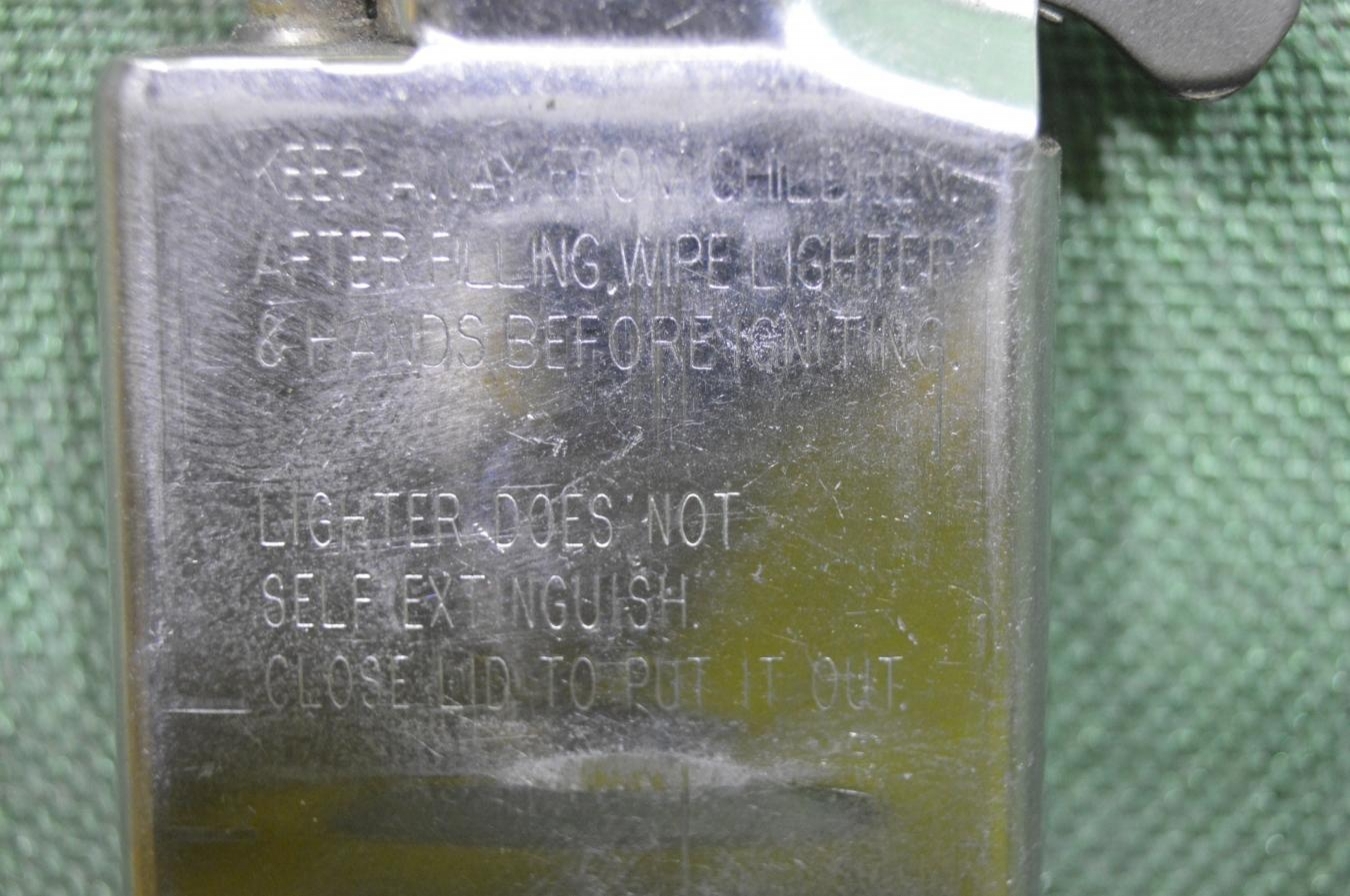 KEEP AWAY FROM CHILDREN.
AFTER FILLING, WIPE LIGHTER
& HANDS BEFORE IGNITING
LIGHTER DOES NOT
SELF EXTINGUISH.
CLOSE LID TO PUT IT OUT.